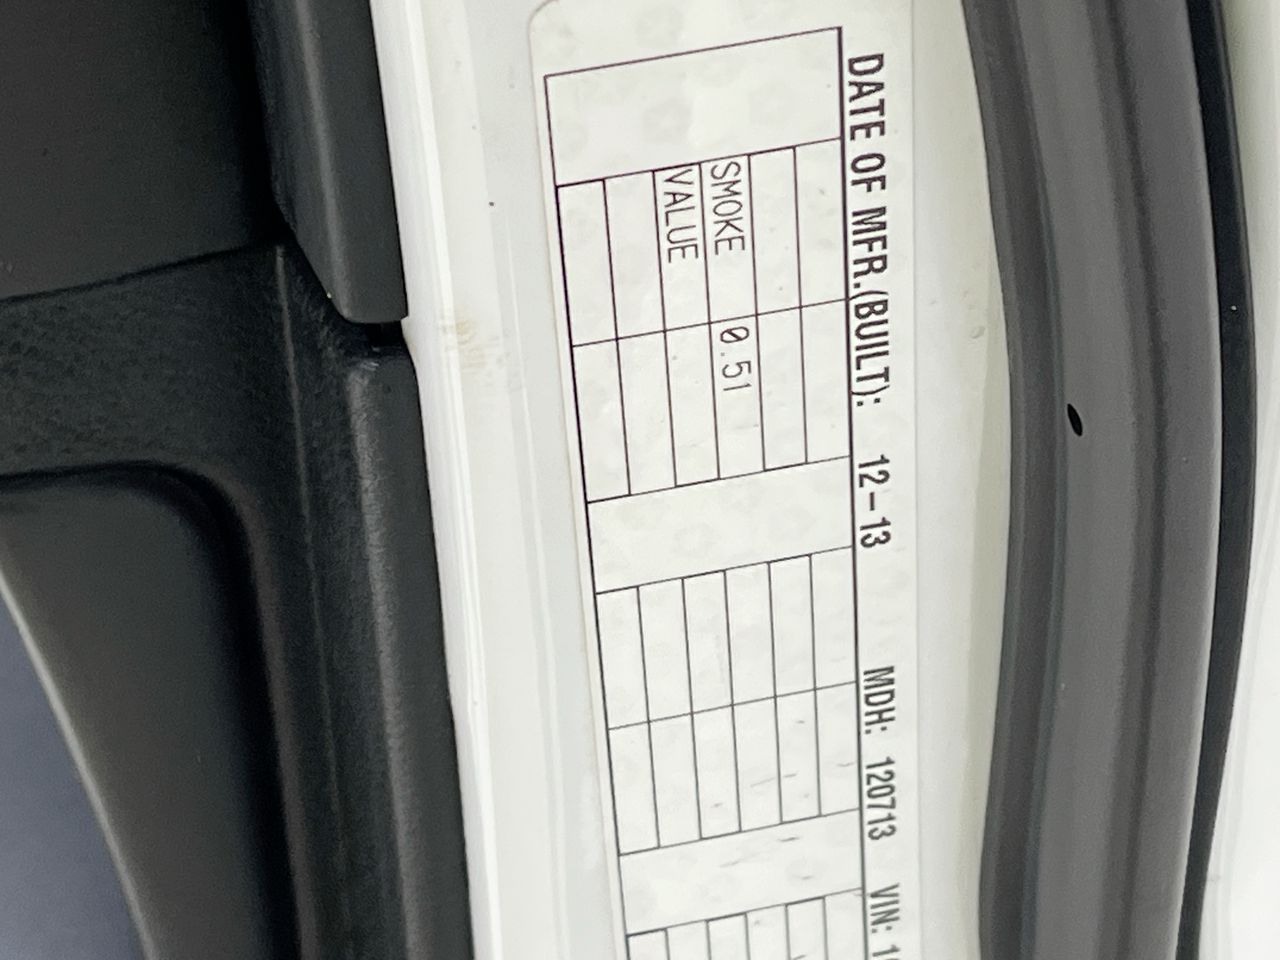 DATE OF MFR.(BUILT): 12-13 MDH: 120713 VIN:
SMOKE 0.51
VALUE